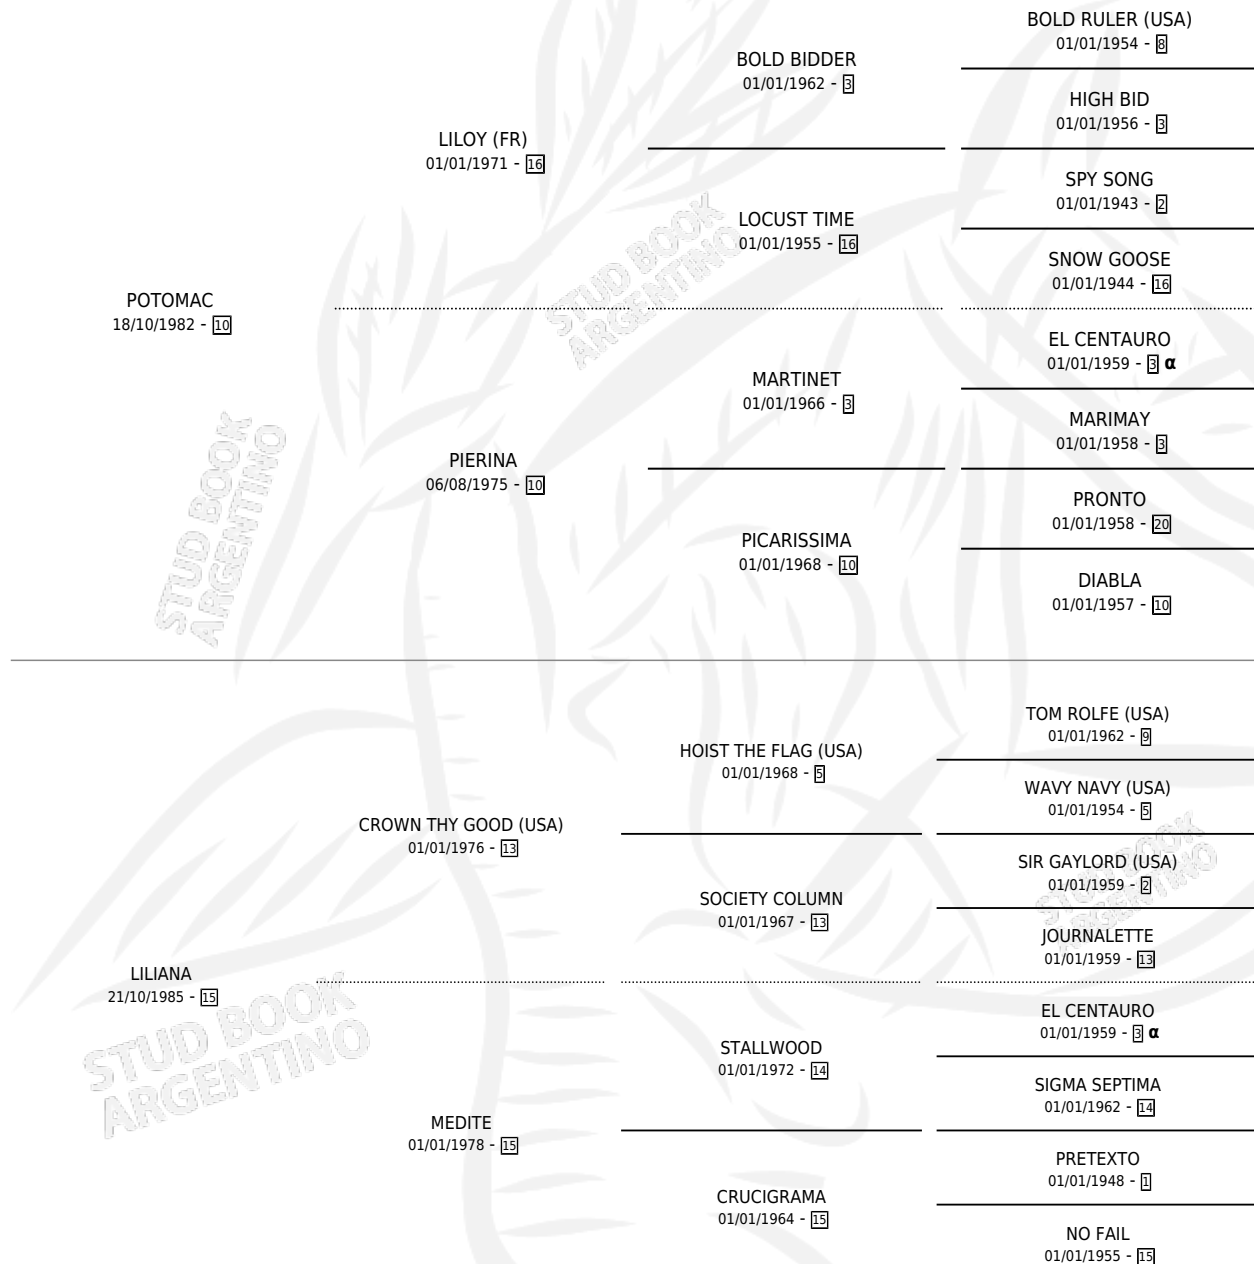 BOLD RULER (USA)
01/01/1954 - 8
BOLD BIDDER
01/01/1962 - 3
HIGH BID
01/01/1956 - 3
LILOY (FR)
01/01/1971 - 16
SPY SONG
01/01/1943 - 2
LOCUST TIME
01/01/1955 - 16
SNOW GOOSE
01/01/1944 - 16
STUD BOOK
ARGENTINO
POTOMAC
18/10/1982 - 10
EL CENTAURO
01/01/1959 - 3 α
MARTINET
01/01/1966 - 3
MARIMAY
01/01/1958 - 3
PIERINA
06/08/1975 - 10
PRONTO
01/01/1958 - 20
PICARISSIMA
01/01/1968 - 10
DIABLA
01/01/1957 - 10
STUD BOOK
ARGENTINO
TOM ROLFE (USA)
01/01/1962 - 9
HOIST THE FLAG (USA)
01/01/1968 - 5
WAVY NAVY (USA)
01/01/1954 - 5
CROWN THY GOOD (USA)
01/01/1976 - 13
SIR GAYLORD (USA)
01/01/1959 - 2
STUD BOOK
ARGENTINO
SOCIETY COLUMN
01/01/1967 - 13
JOURNALETTE
01/01/1959 - 13
LILIANA
21/10/1985 - 15
STUD BOOK
ARGENTINO
EL CENTAURO
01/01/1959 - 3 α
STALLWOOD
01/01/1972 - 14
SIGMA SEPTIMA
01/01/1962 - 14
MEDITE
01/01/1978 - 15
PRETEXTO
01/01/1948 - 1
CRUCIGRAMA
01/01/1964 - 15
NO FAIL
01/01/1955 - 15